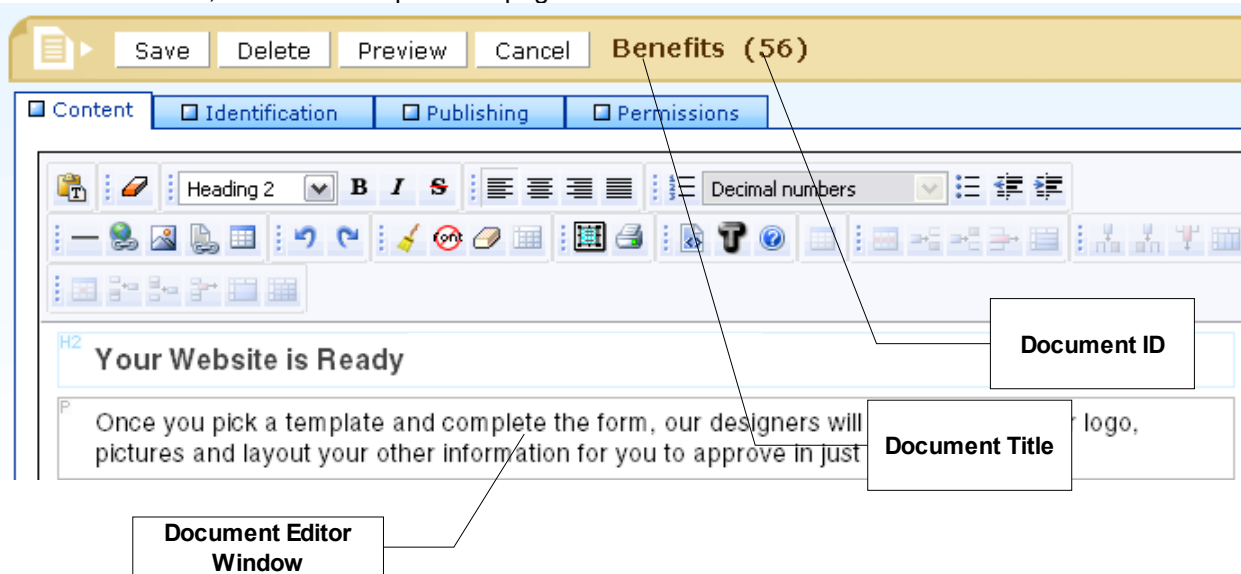 Save Delete Preview Cancel Benefits (56)
Content Identification Publishing Permissions
Heading 2 B I S Decimal numbers
font T ?
H2
Your Website is Ready
Document ID
P
Once you pick a template and complete the form, our designers will logo,
pictures and layout your other information for you to approve in just
Document Title
Document Editor
Window